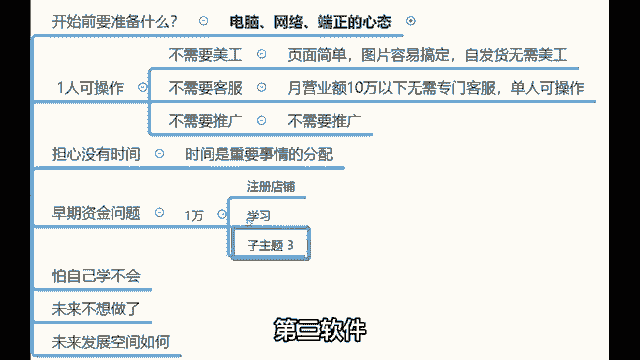 开始前要准备什么? 电脑、网络、端正的心态
不需要美工 页面简单，图片容易搞定，自发货无需美工
1人可操作 不需要客服 月营业额10万以下无需专门客服，单人可操作
不需要推广 不需要推广
担心没有时间 时间是重要事情的分配
注册店铺
早期资金问题 1万 学习
子主题 3
怕自己学不会
未来不想做了
未来发展空间如何
第三软件